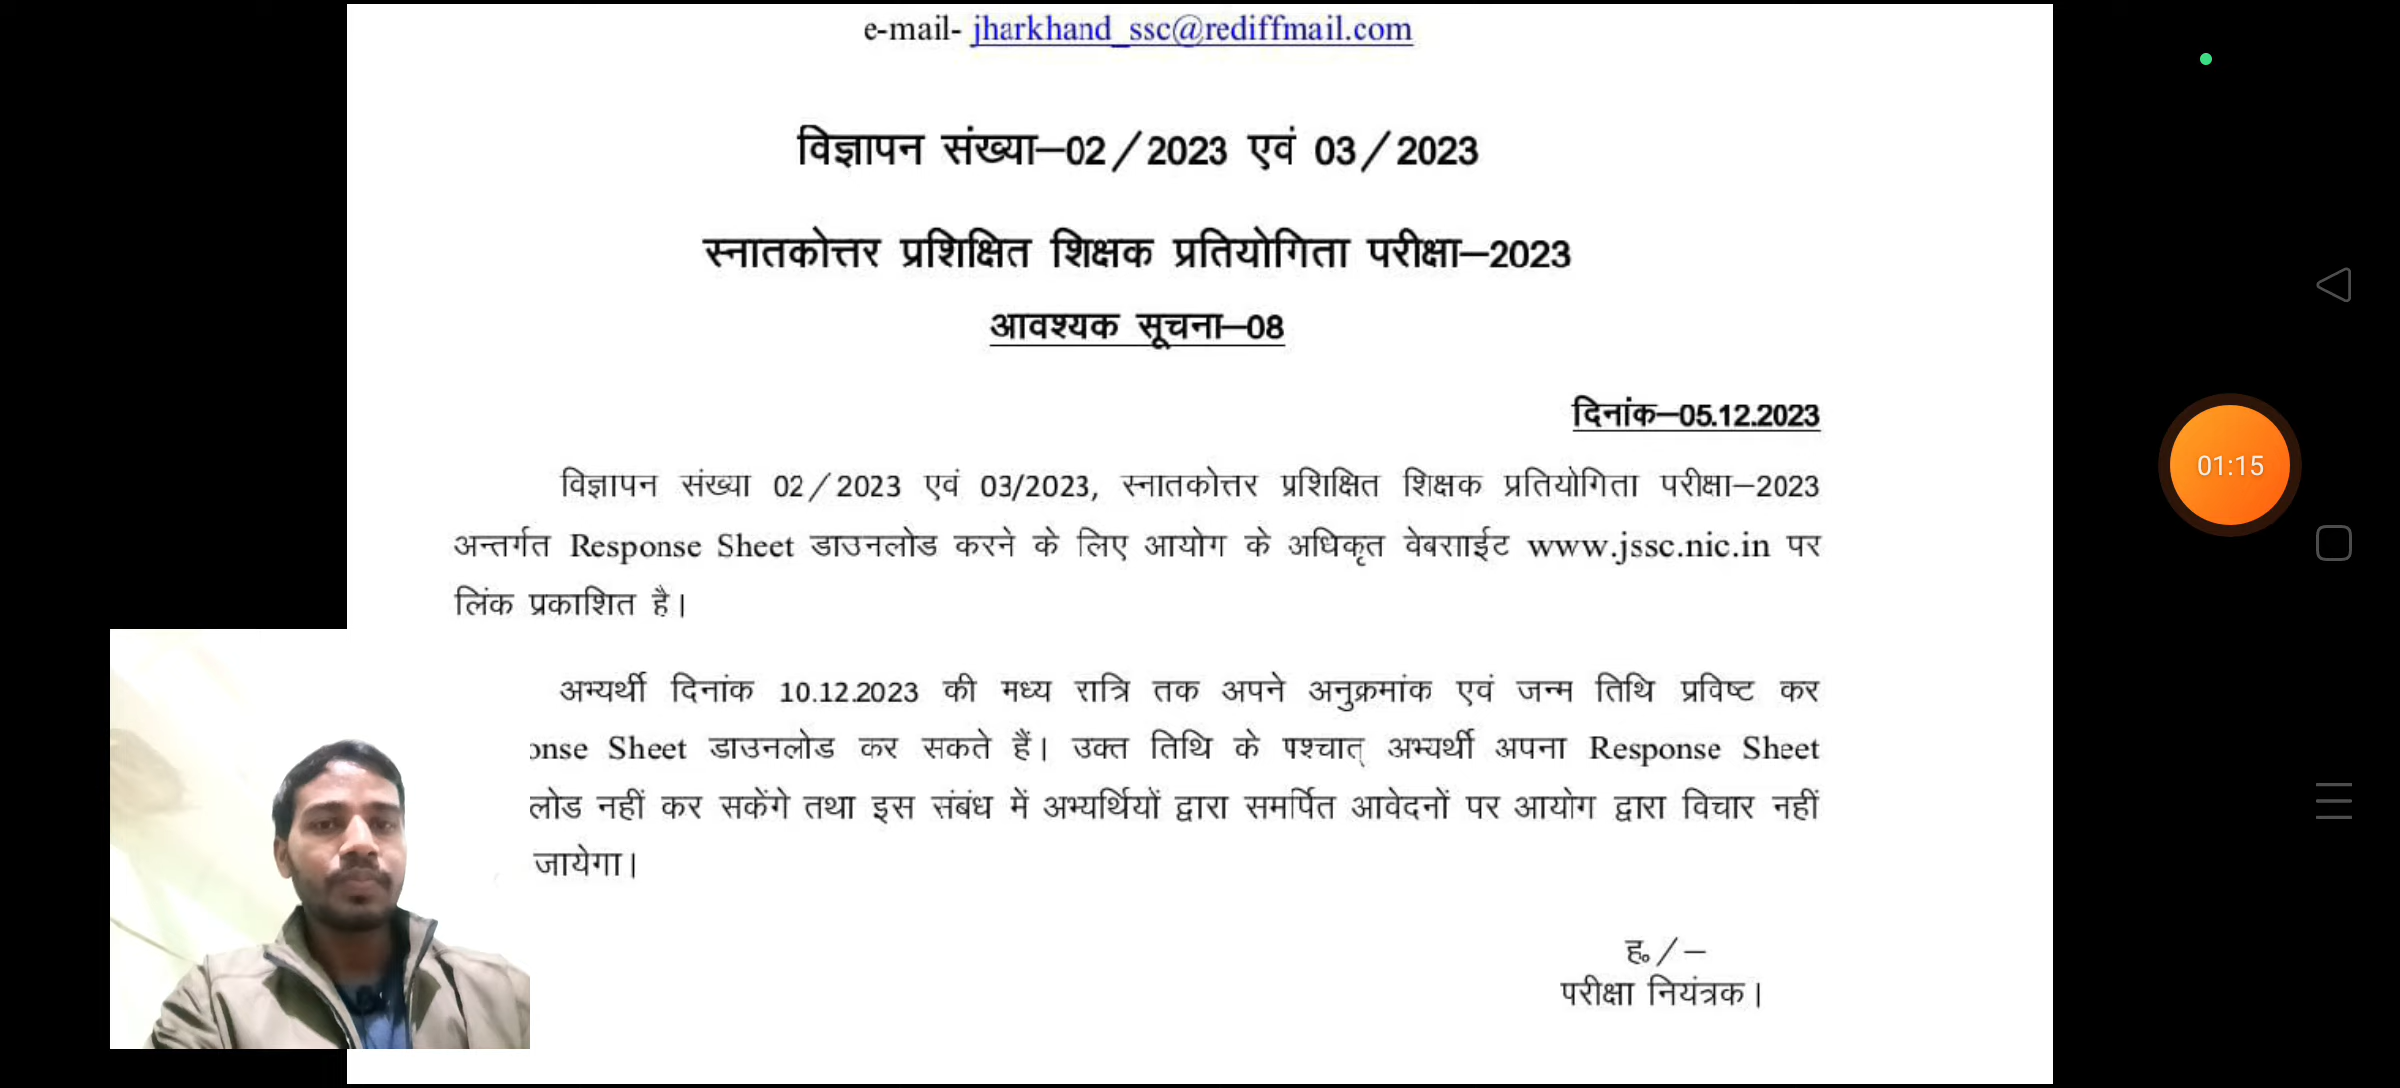 e-mail- jharkhand_ssc@rediffmail.com
विज्ञापन संख्या–02/2023 एवं 03/2023
स्नातकोत्तर प्रशिक्षित शिक्षक प्रतियोगिता परीक्षा–2023
आवश्यक सूचना–08
दिनांक–05.12.2023
विज्ञापन संख्या 02/2023 एवं 03/2023, स्नातकोत्तर प्रशिक्षित शिक्षक प्रतियोगिता परीक्षा–2023
अन्तर्गत Response Sheet डाउनलोड करने के लिए आयोग के अधिकृत वेबसाईट www.jssc.nic.in पर
लिंक प्रकाशित है।
अभ्यर्थी दिनांक 10.12.2023 की मध्य रात्रि तक अपने अनुक्रमांक एवं जन्म तिथि प्रविष्ट कर
onse Sheet डाउनलोड कर सकते हैं। उक्त तिथि के पश्चात् अभ्यर्थी अपना Response Sheet
लोड नहीं कर सकेंगे तथा इस संबंध में अभ्यर्थियों द्वारा समर्पित आवेदनों पर आयोग द्वारा विचार नहीं
जायेगा।
ह०/–
परीक्षा नियंत्रक।
01:15